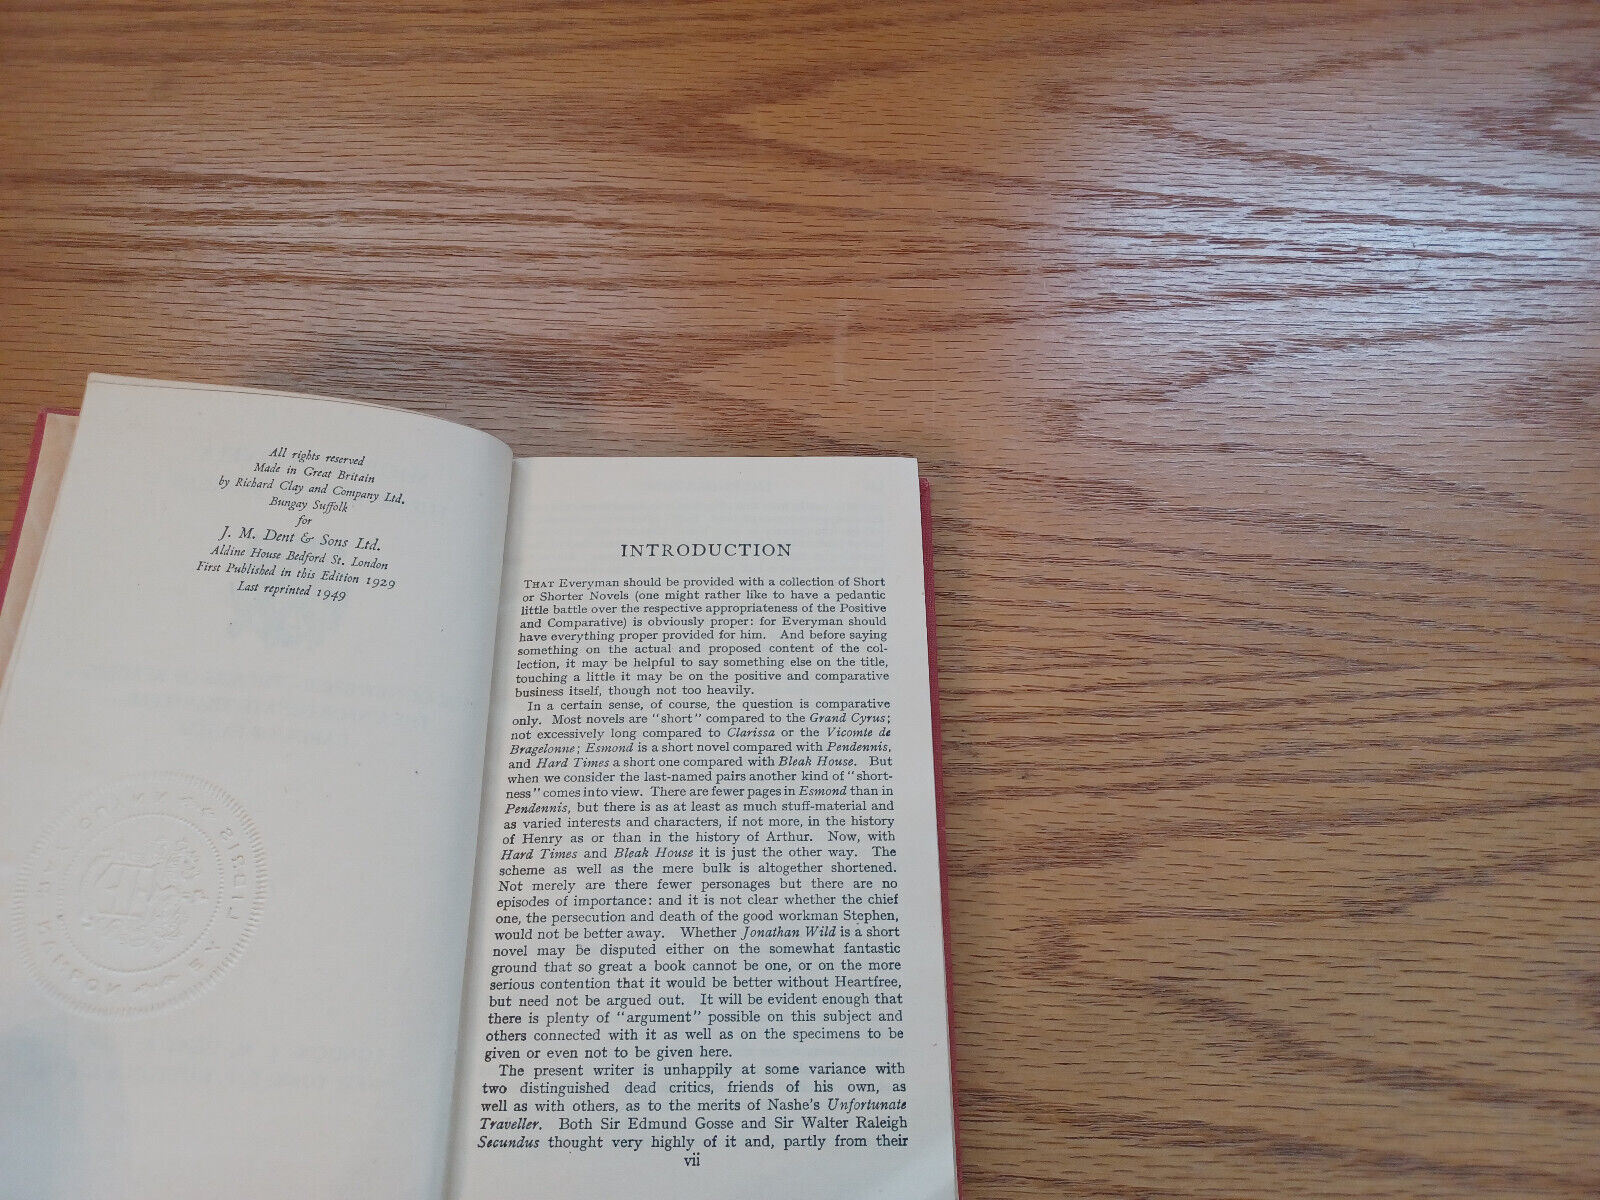 All rights reserved
Made in Great Britain
by Richard Clay and Company Ltd.
Bungay Suffolk
for
J. M. Dent & Sons Ltd.
Aldine House Bedford St. London
First Published in this Edition 1929
Last reprinted 1949
INTRODUCTION
THAT Everyman should be provided with a collection of Short
or Shorter Novels (one might rather like to have a pedantic
little battle over the respective appropriateness of the Positive
and Comparative) is obviously proper: for Everyman should
have everything proper provided for him. And before saying
something on the actual and proposed content of the col-
lection, it may be helpful to say something else on the title,
touching a little it may be on the positive and comparative
business itself, though not too heavily.
In a certain sense, of course, the question is comparative
only. Most novels are "short" compared to the Grand Cyrus;
not excessively long compared to Clarissa or the Vicomte de
Bragelonne; Esmond is a short novel compared with Pendennis,
and Hard Times a short one compared with Bleak House. But
when we consider the last-named pairs another kind of "short-
ness" comes into view. There are fewer pages in Esmond than in
Pendennis, but there is as at least as much stuff-material and
as varied interests and characters, if not more, in the history
of Henry as or than in the history of Arthur. Now, with
Hard Times and Bleak House it is just the other way. The
scheme as well as the mere bulk is altogether shortened.
Not merely are there fewer personages but there are no
episodes of importance: and it is not clear whether the chief
one, the persecution and death of the good workman Stephen,
would not be better away. Whether Jonathan Wild is a short
novel may be disputed either on the somewhat fantastic
ground that so great a book cannot be one, or on the more
serious contention that it would be better without Heartfree,
but need not be argued out. It will be evident enough that
there is plenty of "argument" possible on this subject and
others connected with it as well as on the specimens to be
given or even not to be given here.
The present writer is unhappily at some variance with
two distinguished dead critics, friends of his own, as
well as with others, as to the merits of Nashe's Unfortunate
Traveller. Both Sir Edmund Gosse and Sir Walter Raleigh
Secundus thought very highly of it and, partly from their
vii